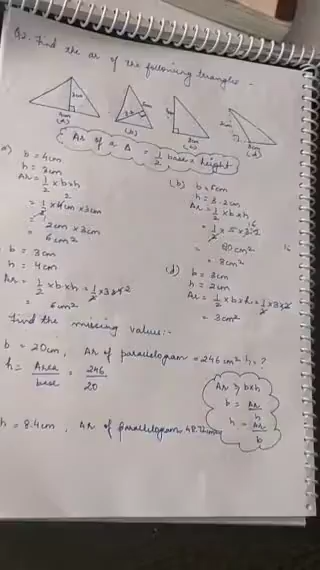 Q2. Find the ar of the following triangles -
3cm
4cm
(a)
(b)
(c)
(d)
Ar of a Δ = 1/2 base × height
a) b = 4cm
h = 3cm
Ar = 1/2 × b × h
= 1/2 × 4cm × 3cm
= 2cm × 3cm
= 6cm²
(b) b = 5cm
h = 3.2cm
Ar = 1/2 × b × h
= 1/2 × 5 × 3.2
= 80cm²
= 8cm²
b = 3cm
h = 4cm
Ar = 1/2 × b × h = 1/2 × 3 × 4
6cm²
(d) b = 3cm
h = 2cm
Ar = 1/2 × b × h = 1/2 × 3 × 2
= 3cm²
Find the missing values:-
b = 20cm, Ar of parallelogram = 246cm² h, ?
h = Area/base = 246/20
Ar = b×h
b = Ar/h
h = Ar/b
h = 8.4cm, Ar of parallelogram